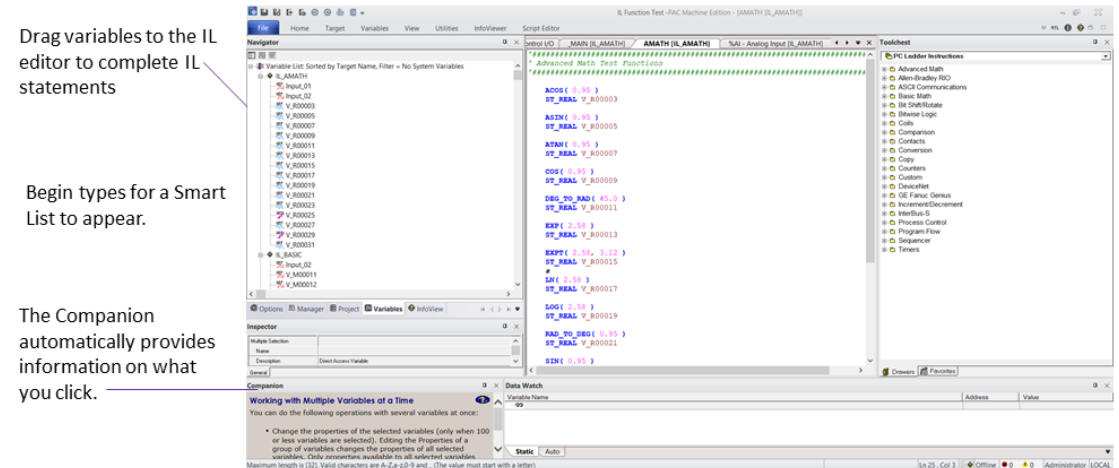 Drag variables to the IL
editor to complete IL
statements
Begin types for a Smart
List to appear.
The Companion
automatically provides
information on what
you click.
IL Function Test -PAC Machine Edition - [AMATH [IL_AMATH]]
File Home Target Variables View Utilities InfoViewer Script Editor
Navigator
Variable List: Sorted by Target Name, Filter = No System Variables
IL_AMATH
Input_01
Input_02
V_R00003
V_R00005
V_R00007
V_R00009
V_R00011
V_R00013
V_R00015
V_R00017
V_R00019
V_R00021
V_R00023
V_R00025
V_R00027
V_R00029
V_R00031
IL_BASIC
Input_02
V_M00011
V_M00012
Options Manager Project Variables InfoView
Inspector
Multiple Selection
Name
Description Direct Access Variable
General
ontrol I/O _MAIN [IL_AMATH] AMATH [IL_AMATH] %AI - Analog Input [IL_AMATH]
' Advanced Math Test Functions
ACOS( 0.95 )
ST_REAL V_R00003
ASIN( 0.95 )
ST_REAL V_R00005
ATAN( 0.95 )
ST_REAL V_R00007
COS( 0.95 )
ST_REAL V_R00009
DEG_TO_RAD( 45.0 )
ST_REAL V_R00011
EXP( 2.58 )
ST_REAL V_R00013
EXPT( 2.58, 3.12 )
ST_REAL V_R00015
#
LN( 2.58 )
ST_REAL V_R00017
LOG( 2.58 )
ST_REAL V_R00019
RAD_TO_DEG( 0.95 )
ST_REAL V_R00021
SIN( 0.95 )
Toolchest
PC Ladder Instructions
Advanced Math
Allen-Bradley RIO
ASCII Communications
Basic Math
Bit Shift/Rotate
Bitwise Logic
Coils
Comparison
Contacts
Conversion
Copy
Counters
Custom
DeviceNet
GE Fanuc Genius
Increment/Decrement
InterBus-S
Process Control
Program Flow
Sequencer
Timers
Drawers Favorites
Companion
Working with Multiple Variables at a Time
You can do the following operations with several variables at once:
• Change the properties of the selected variables (only when 100
or less variables are selected). Editing the Properties of a
group of variables changes the properties of all selected
variables. Only properties available to all selected variables
Data Watch
Variable Name Address Value
Static Auto
Maximum length is (32). Valid characters are A-Z,a-z,0-9 and _ (The value must start with a letter)
Ln 25, Col 3 Offline 0 0 Administrator LOCAL